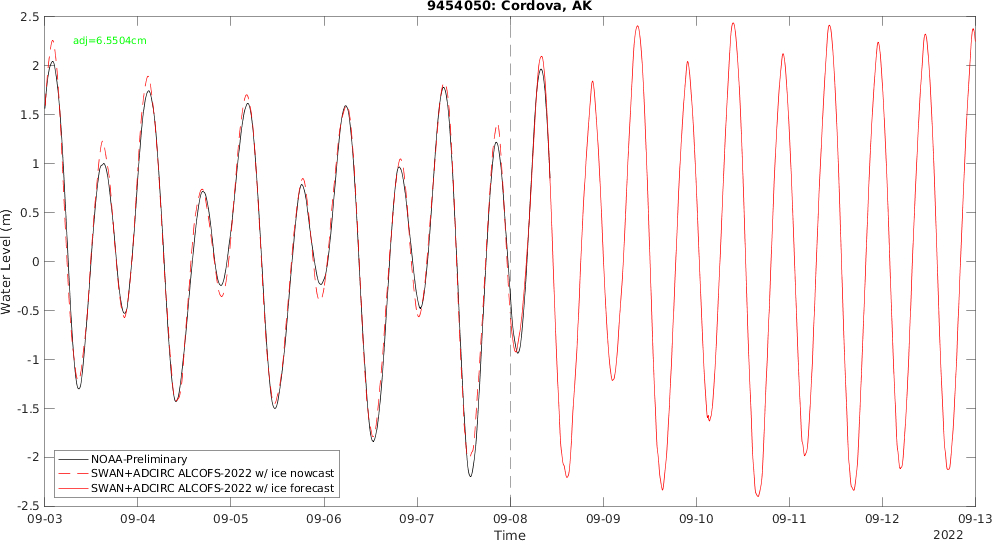 9454050: Cordova, AK
adj=6.5504cm
Water Level (m)
2.5
2
1.5
1
0.5
0
-0.5
-1
-1.5
-2
-2.5
NOAA-Preliminary
SWAN+ADCIRC ALCOFS-2022 w/ ice nowcast
SWAN+ADCIRC ALCOFS-2022 w/ ice forecast
09-03 09-04 09-05 09-06 09-07 09-08 09-09 09-10 09-11 09-12 09-13
Time
2022